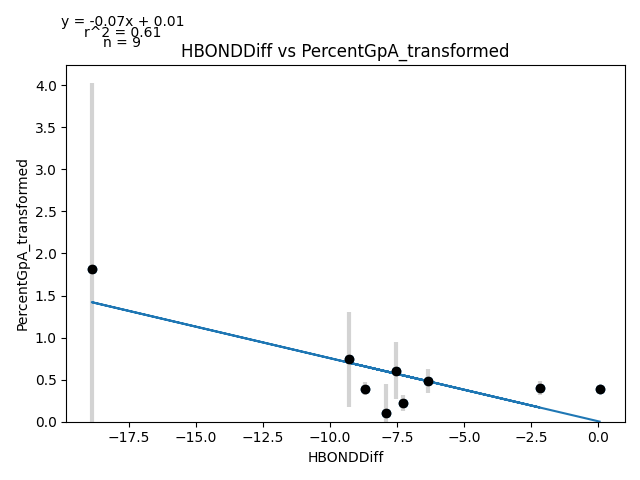 y = -0.07x + 0.01
r^2 = 0.61
n = 9
HBONDDiff vs PercentGpA_transformed
PercentGpA_transformed
4.0
3.5
3.0
2.5
2.0
1.5
1.0
0.5
0.0
−17.5 −15.0 −12.5 −10.0 −7.5 −5.0 −2.5 0.0
HBONDDiff